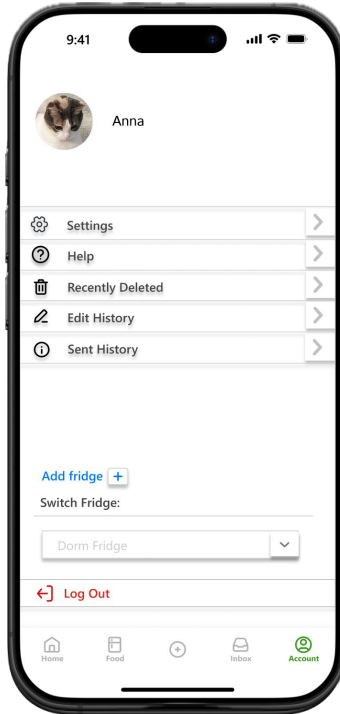 9:41
Anna
Settings
Help
Recently Deleted
Edit History
Sent History
Add fridge +
Switch Fridge:
Dorm Fridge
Log Out
Home Food Inbox Account